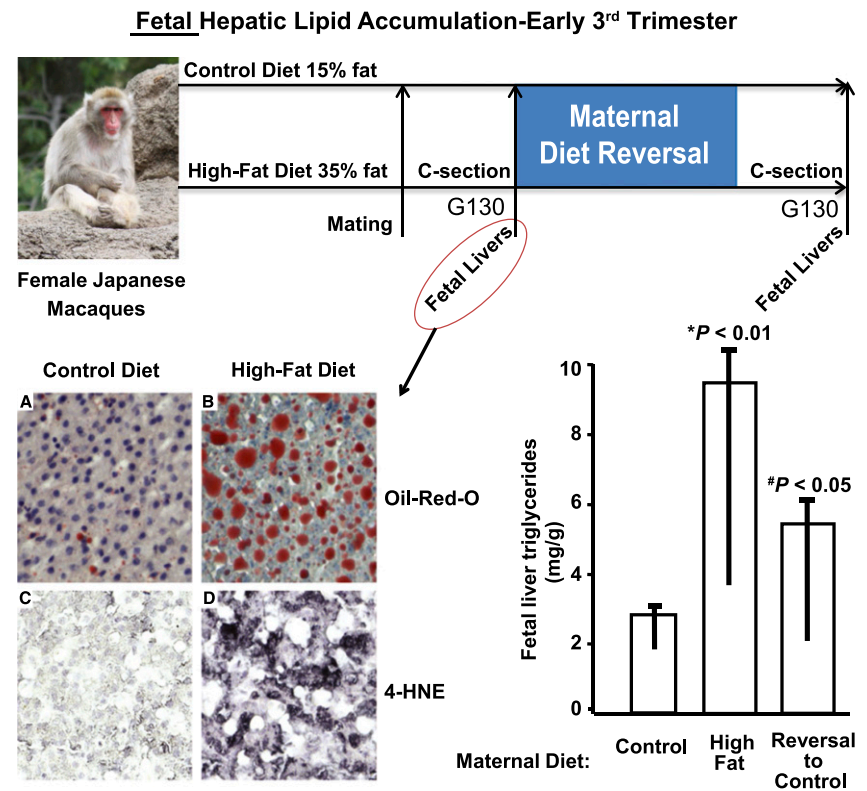 Fetal Hepatic Lipid Accumulation-Early 3rd Trimester
Control Diet 15% fat
Maternal
Diet Reversal
High-Fat Diet 35% fat
C-section
C-section
G130
G130
Mating
Fetal Livers
Fetal Livers
Female Japanese
Macaques
Control Diet
High-Fat Diet
A
B
Oil-Red-O
C
D
4-HNE
*P < 0.01
#P < 0.05
10
8
6
4
2
0
Fetal liver triglycerides
(mg/g)
Maternal Diet:
Control
High
Fat
Reversal
to
Control